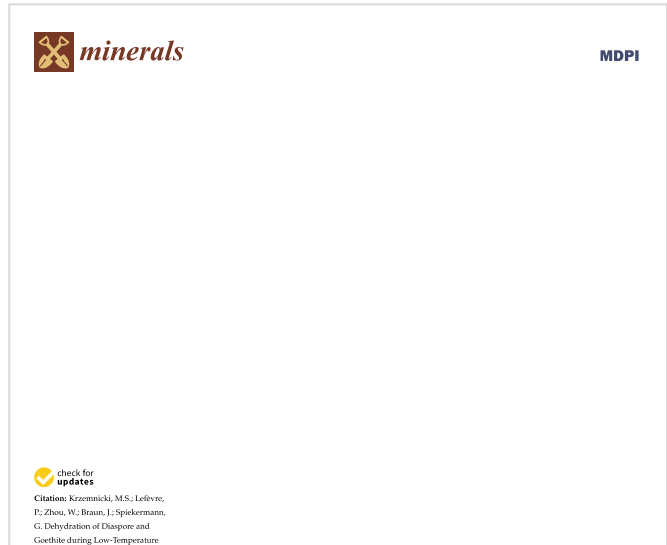 minerals
MDPI
check for
updates
Citation: Krzemnicki, M.S.; Lefèvre,
P.; Zhou, W.; Braun, J.; Spiekermann,
G. Dehydration of Diaspore and
Goethite during Low-Temperature